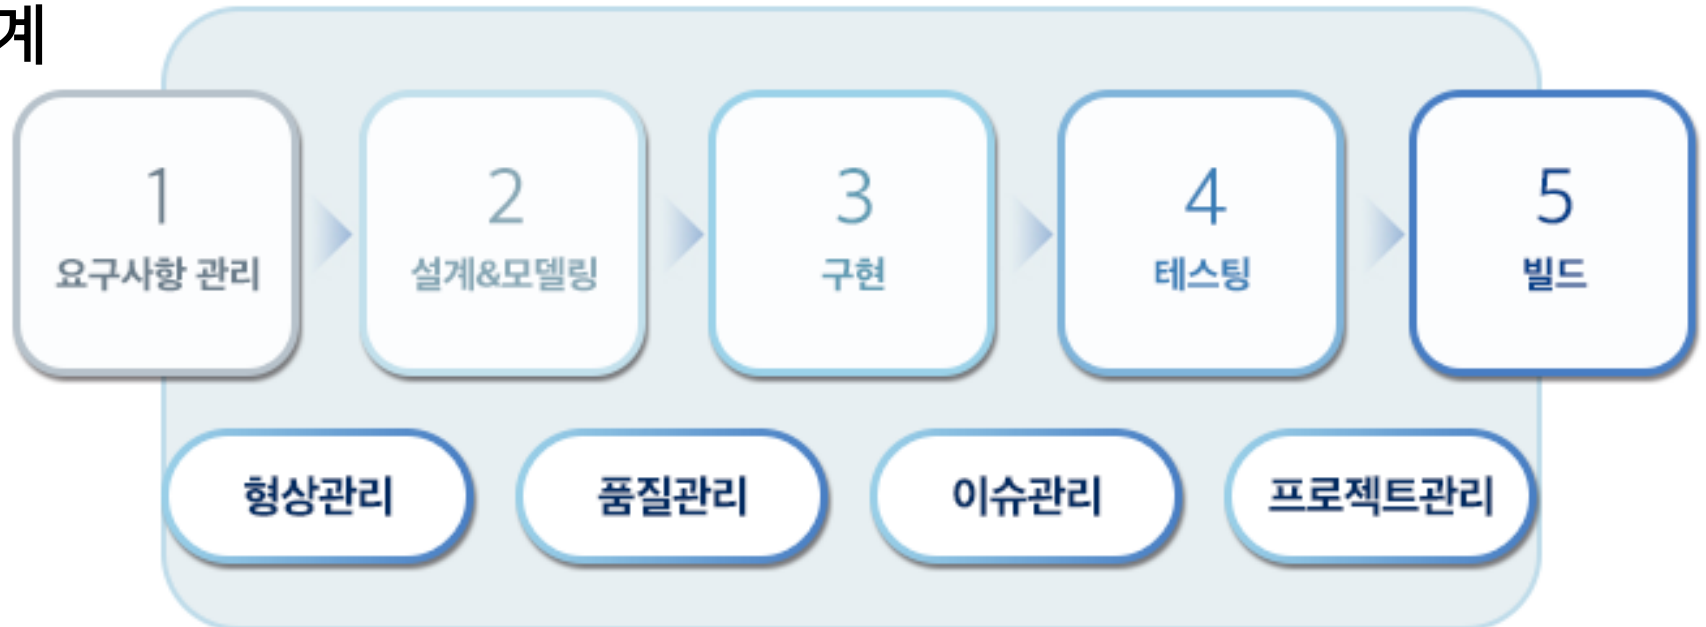 계
1
요구사항 관리
2
설계&모델링
3
구현
4
테스팅
5
빌드
형상관리
품질관리
이슈관리
프로젝트관리